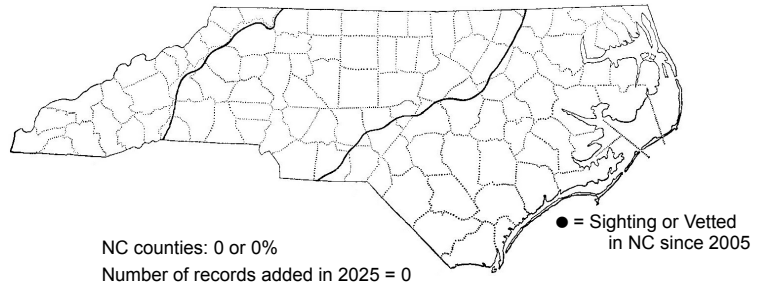 ● = Sighting or Vetted
in NC since 2005
NC counties: 0 or 0%
Number of records added in 2025 = 0